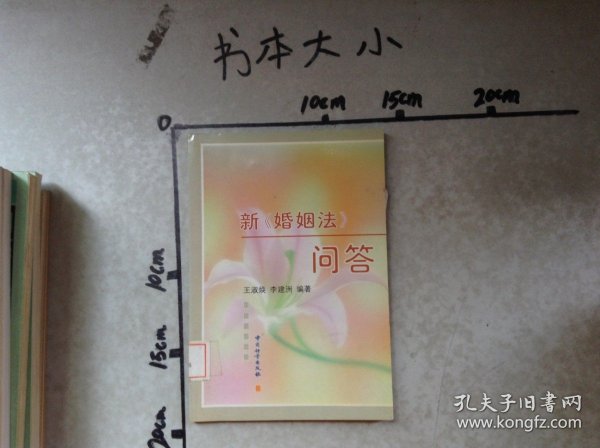 书本大小
0
10cm
15cm
20cm
10cm
15cm
20cm
新《婚姻法》
问答
王淑焕 李建洲 编著
孔夫子旧书网
www.kongfz.com